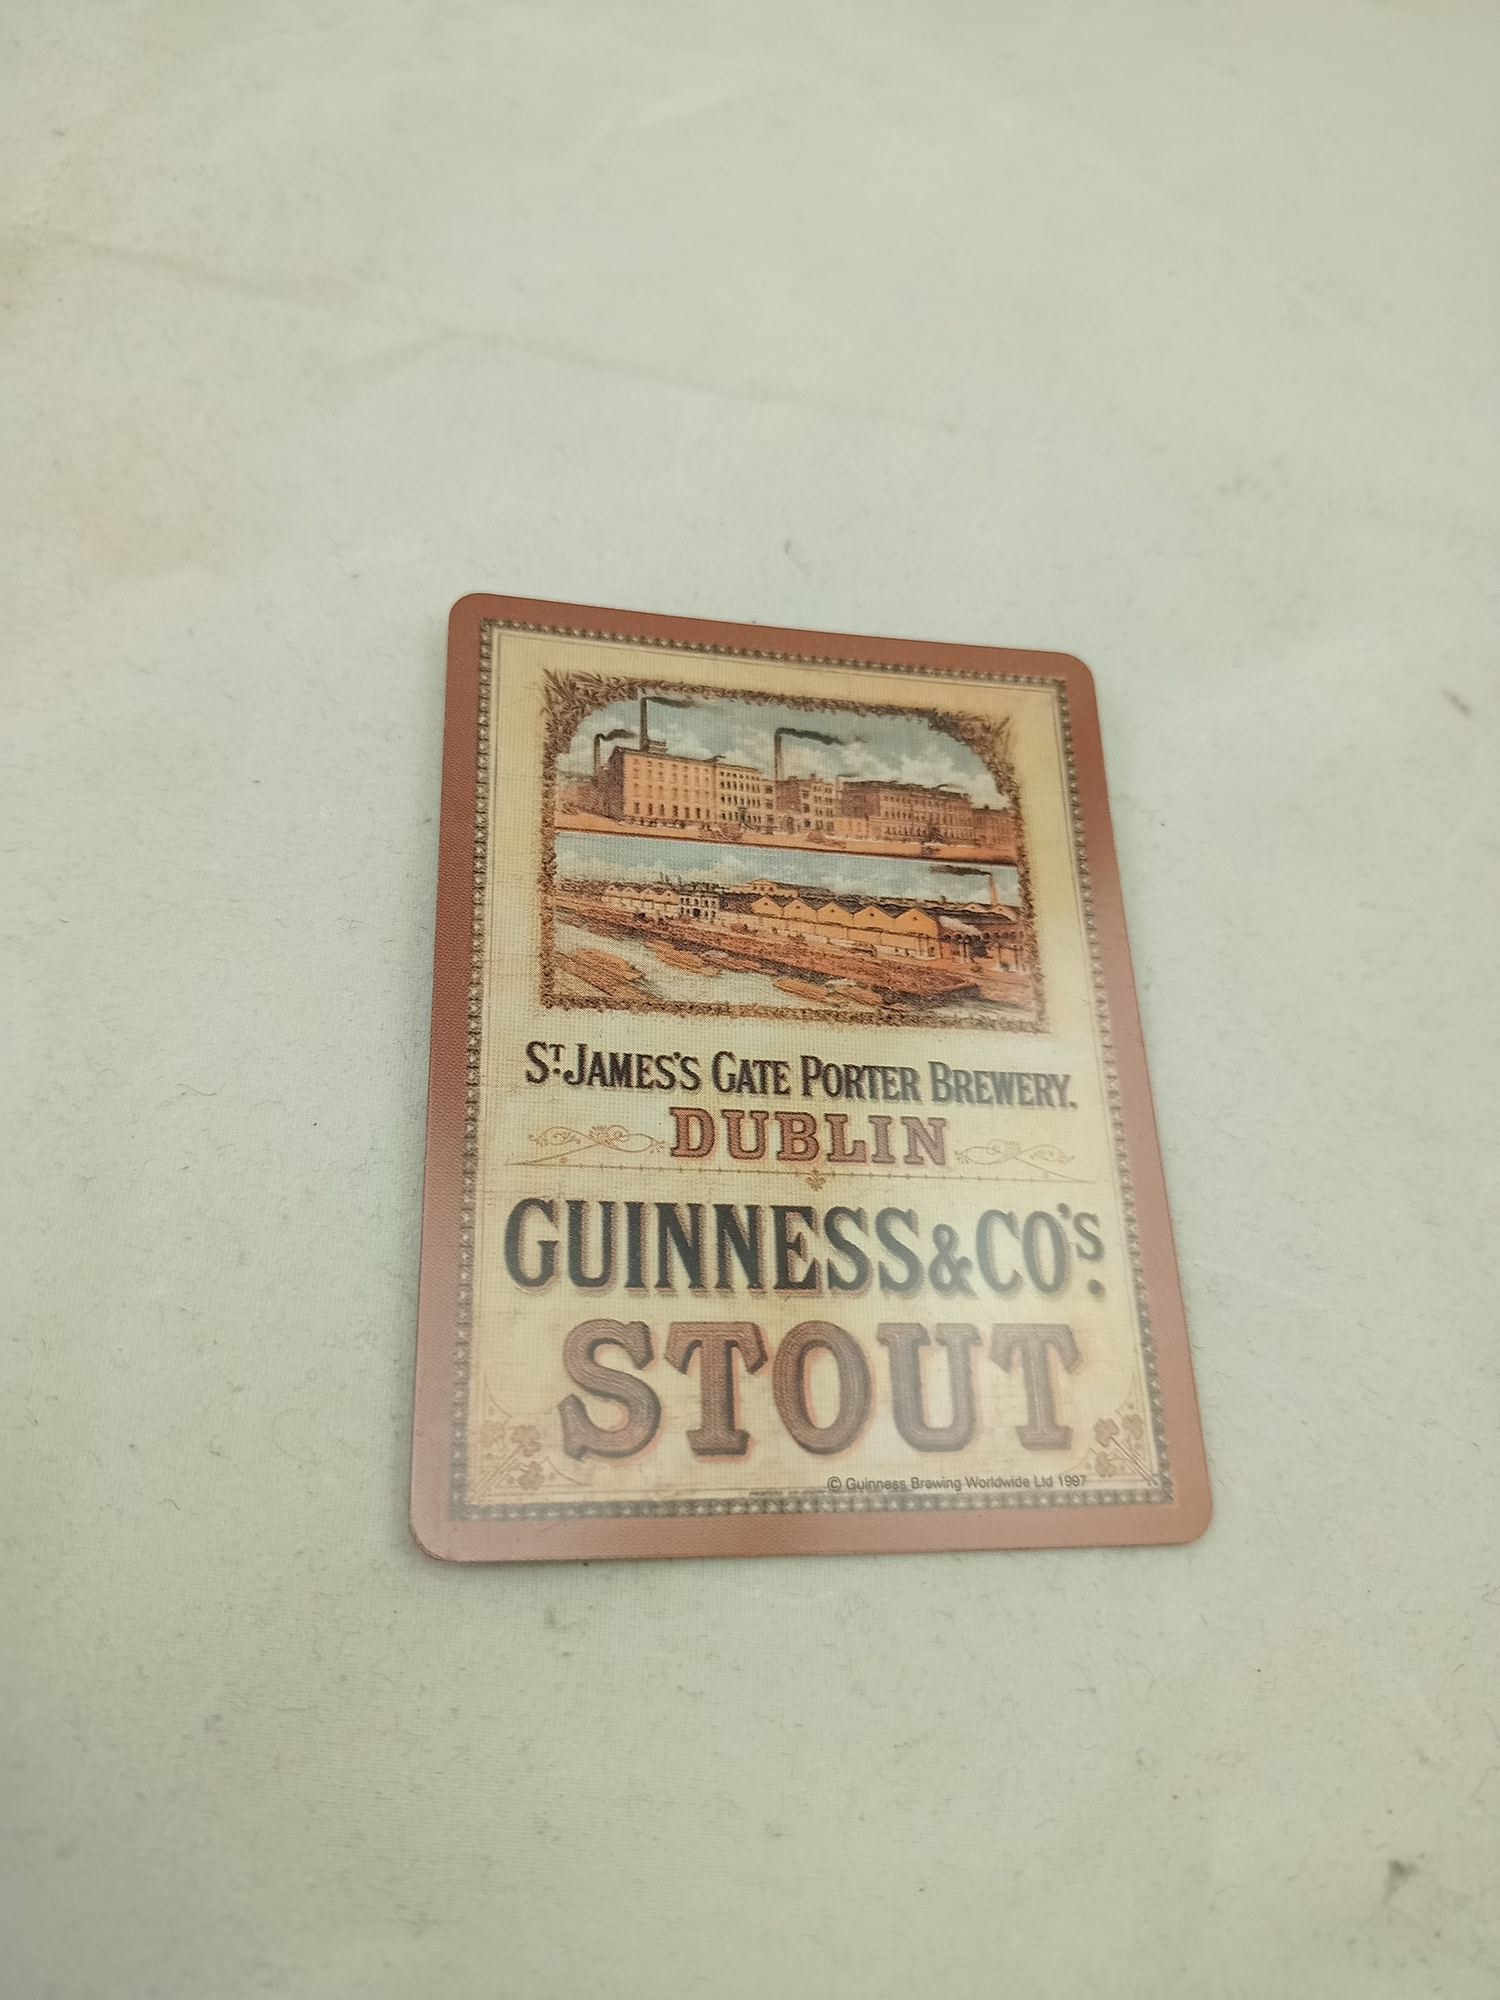 ST. JAMES'S GATE PORTER BREWERY.
DUBLIN
GUINNESS & CO'S.
STOUT
© Guinness Brewing Worldwide Ltd 1997